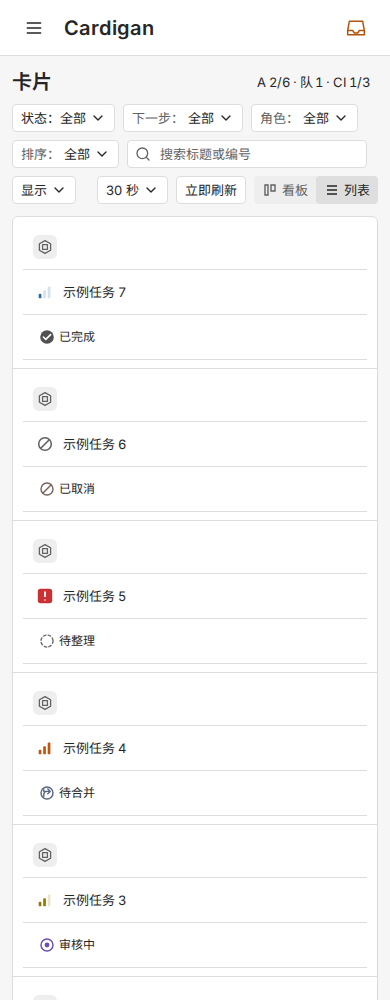 Cardigan
卡片
A 2/6 · 队 1 · CI 1/3
状态: 全部 下一步: 全部 角色: 全部
排序: 全部 搜索标题或编号
显示 30 秒 立即刷新 看板 列表
示例任务 7
已完成
示例任务 6
已取消
示例任务 5
待整理
示例任务 4
待合并
示例任务 3
审核中